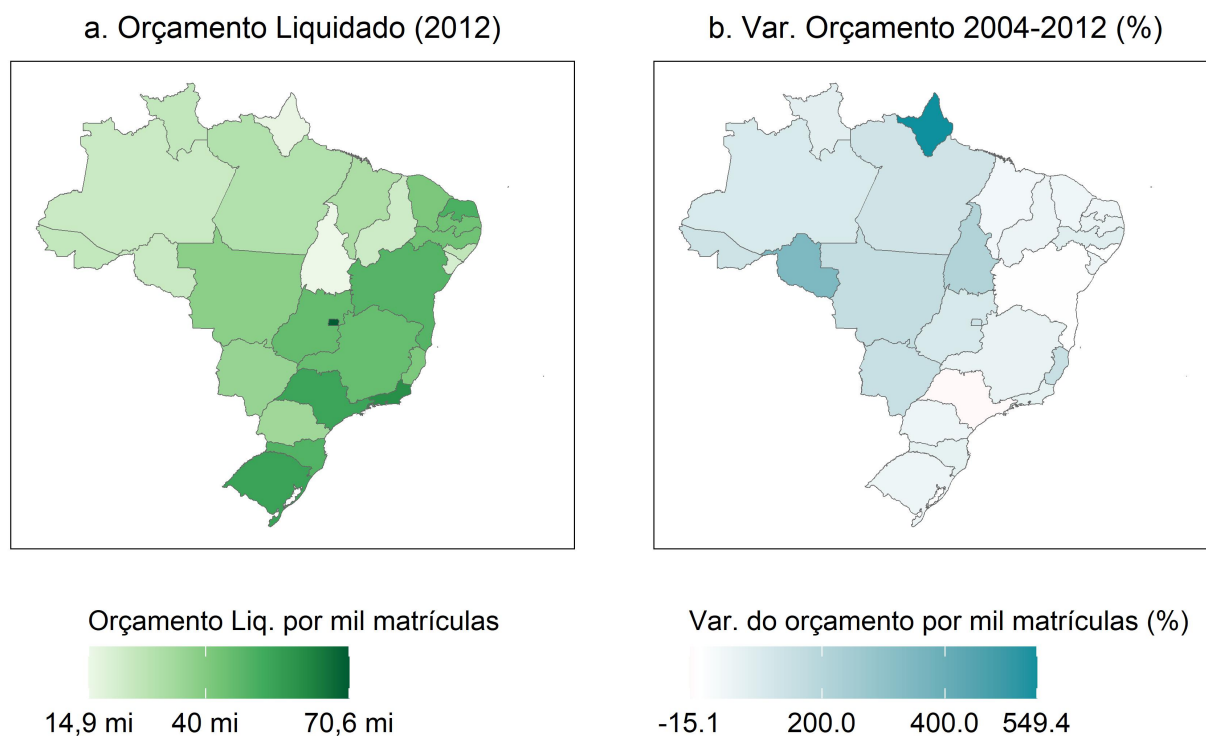 a. Orçamento Liquidado (2012)
b. Var. Orçamento 2004-2012 (%)
Orçamento Liq. por mil matrículas
14,9 mi 40 mi 70,6 mi
Var. do orçamento por mil matrículas (%)
-15.1 200.0 400.0 549.4